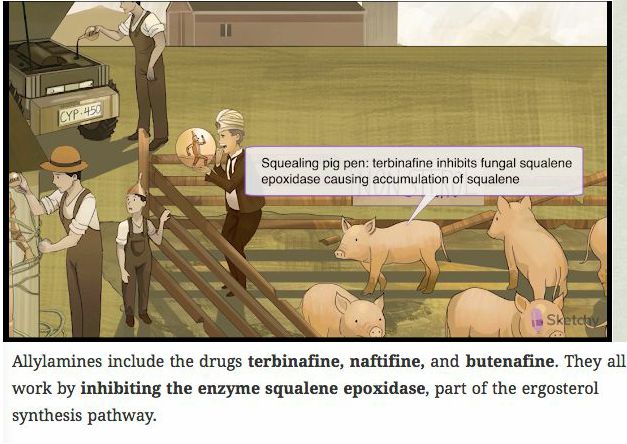 CYP-450
Squealing pig pen: terbinafine inhibits fungal squalene
epoxidase causing accumulation of squalene
Sketchy
Allylamines include the drugs terbinafine, naftifine, and butenafine. They all
work by inhibiting the enzyme squalene epoxidase, part of the ergosterol
synthesis pathway.